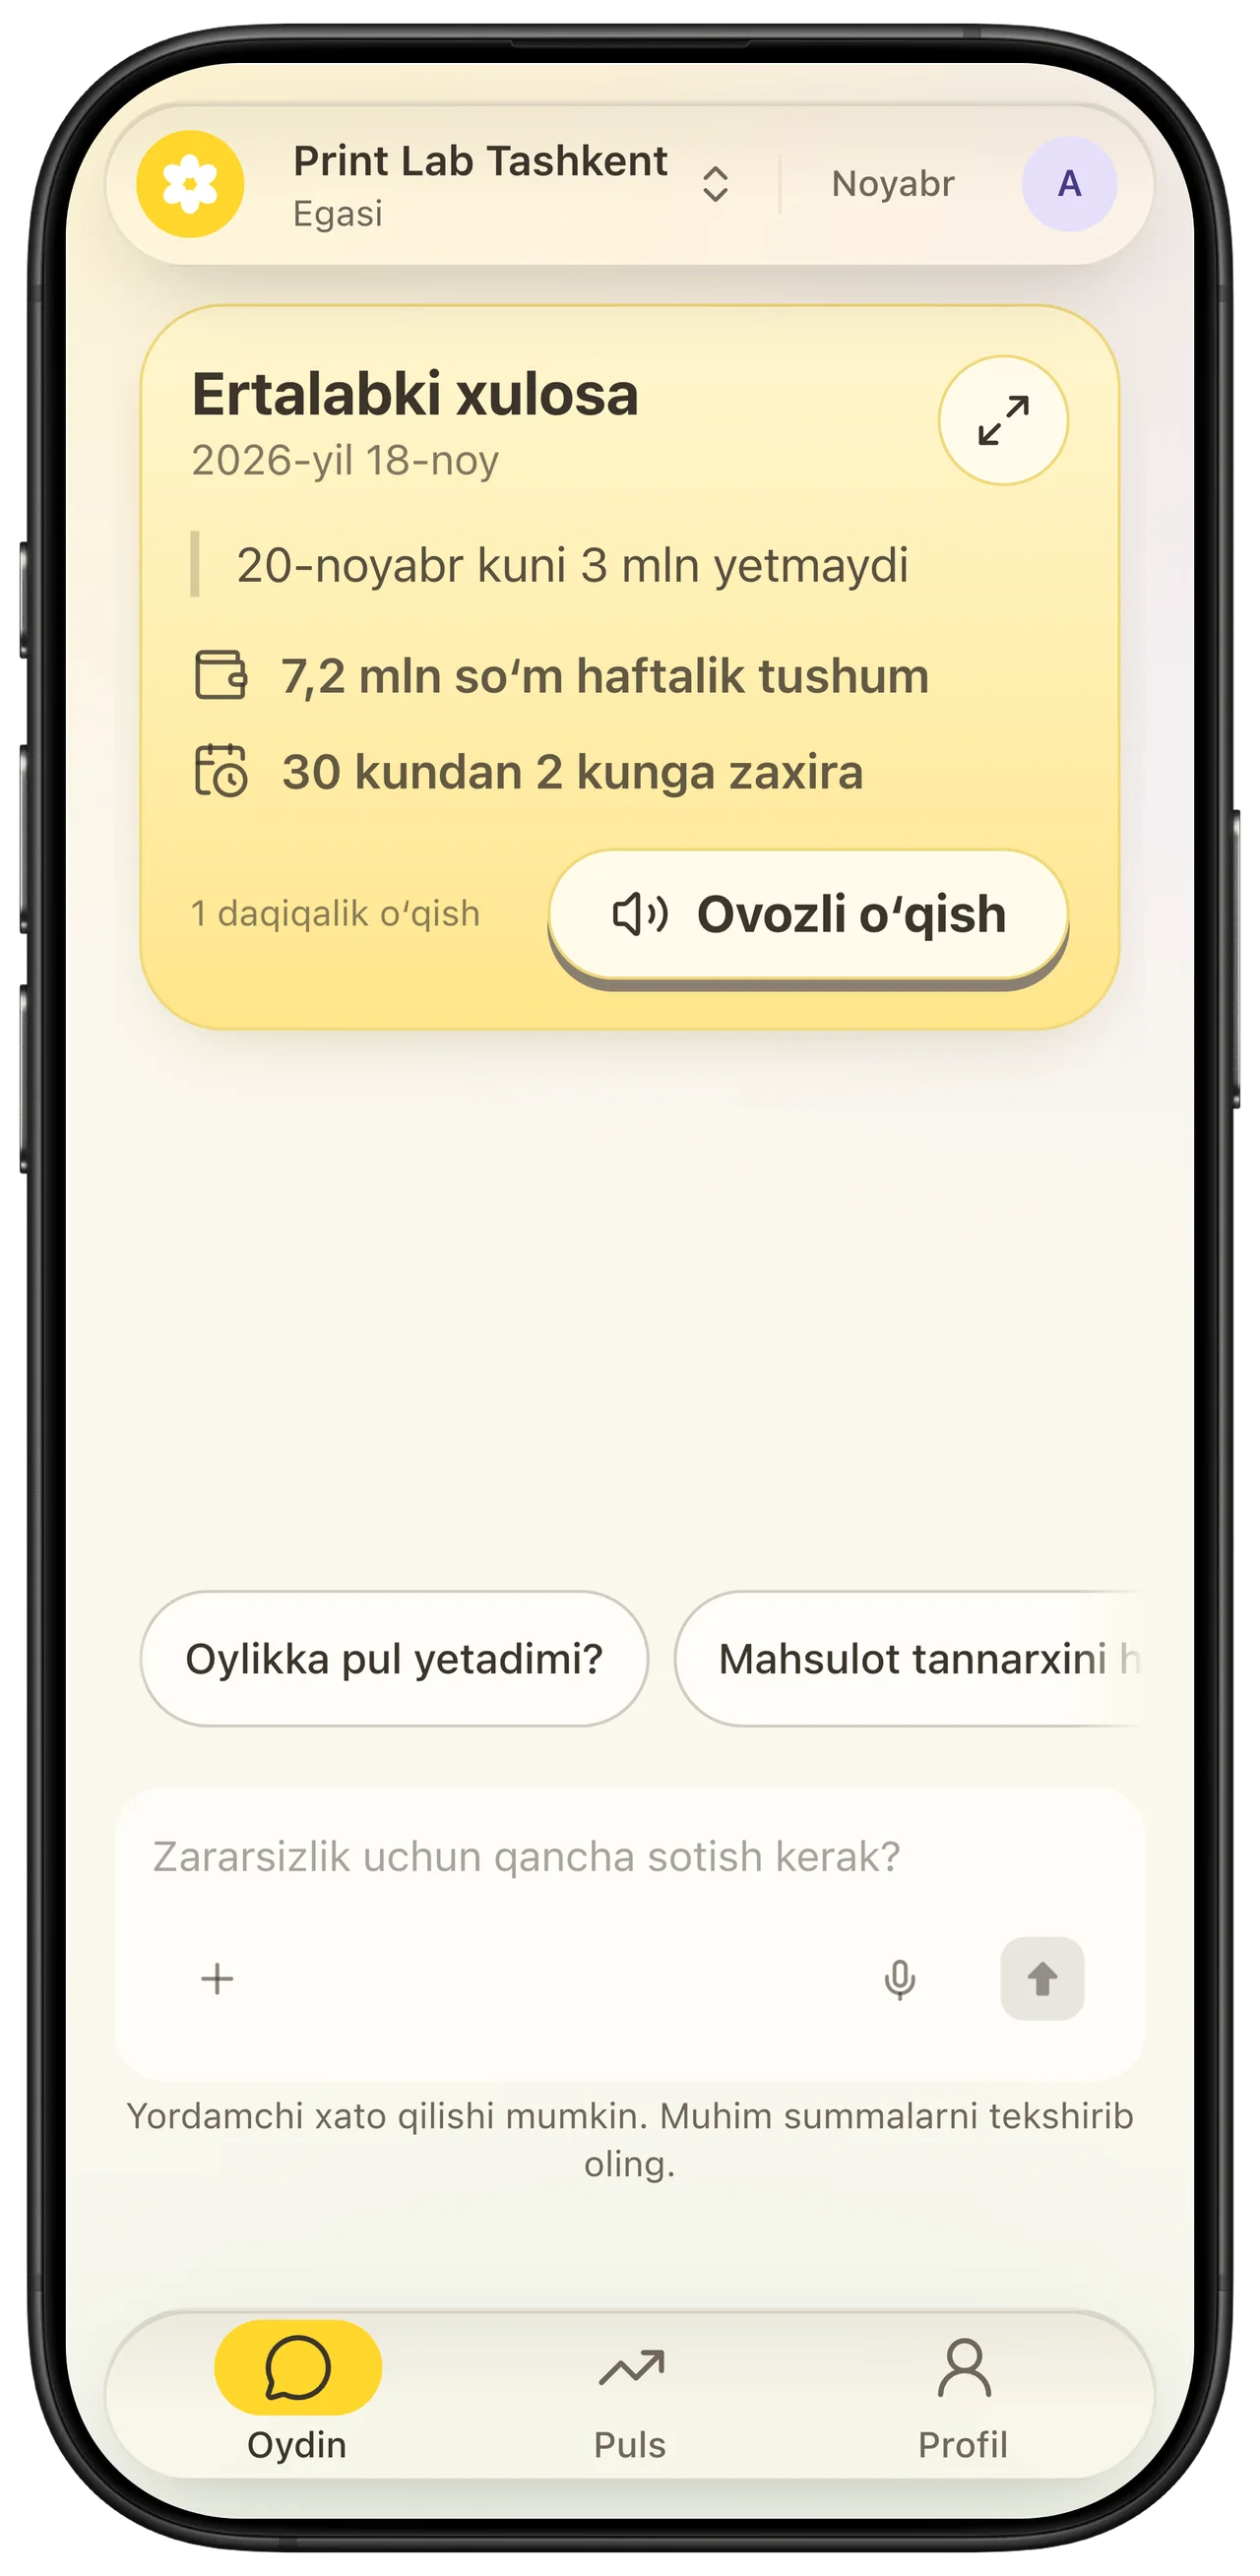 Print Lab Tashkent
Egasi
Noyabr
A
Ertalabki xulosa
2026-yil 18-noy
20-noyabr kuni 3 mln yetmaydi
7,2 mln so‘m haftalik tushum
30 kundan 2 kunga zaxira
1 daqiqalik o‘qish
Ovozli o‘qish
Oylikka pul yetadimi?
Mahsulot tannarxini h
Zararsizlik uchun qancha sotish kerak?
Yordamchi xato qilishi mumkin. Muhim summalarni tekshirib
oling.
Oydin
Puls
Profil